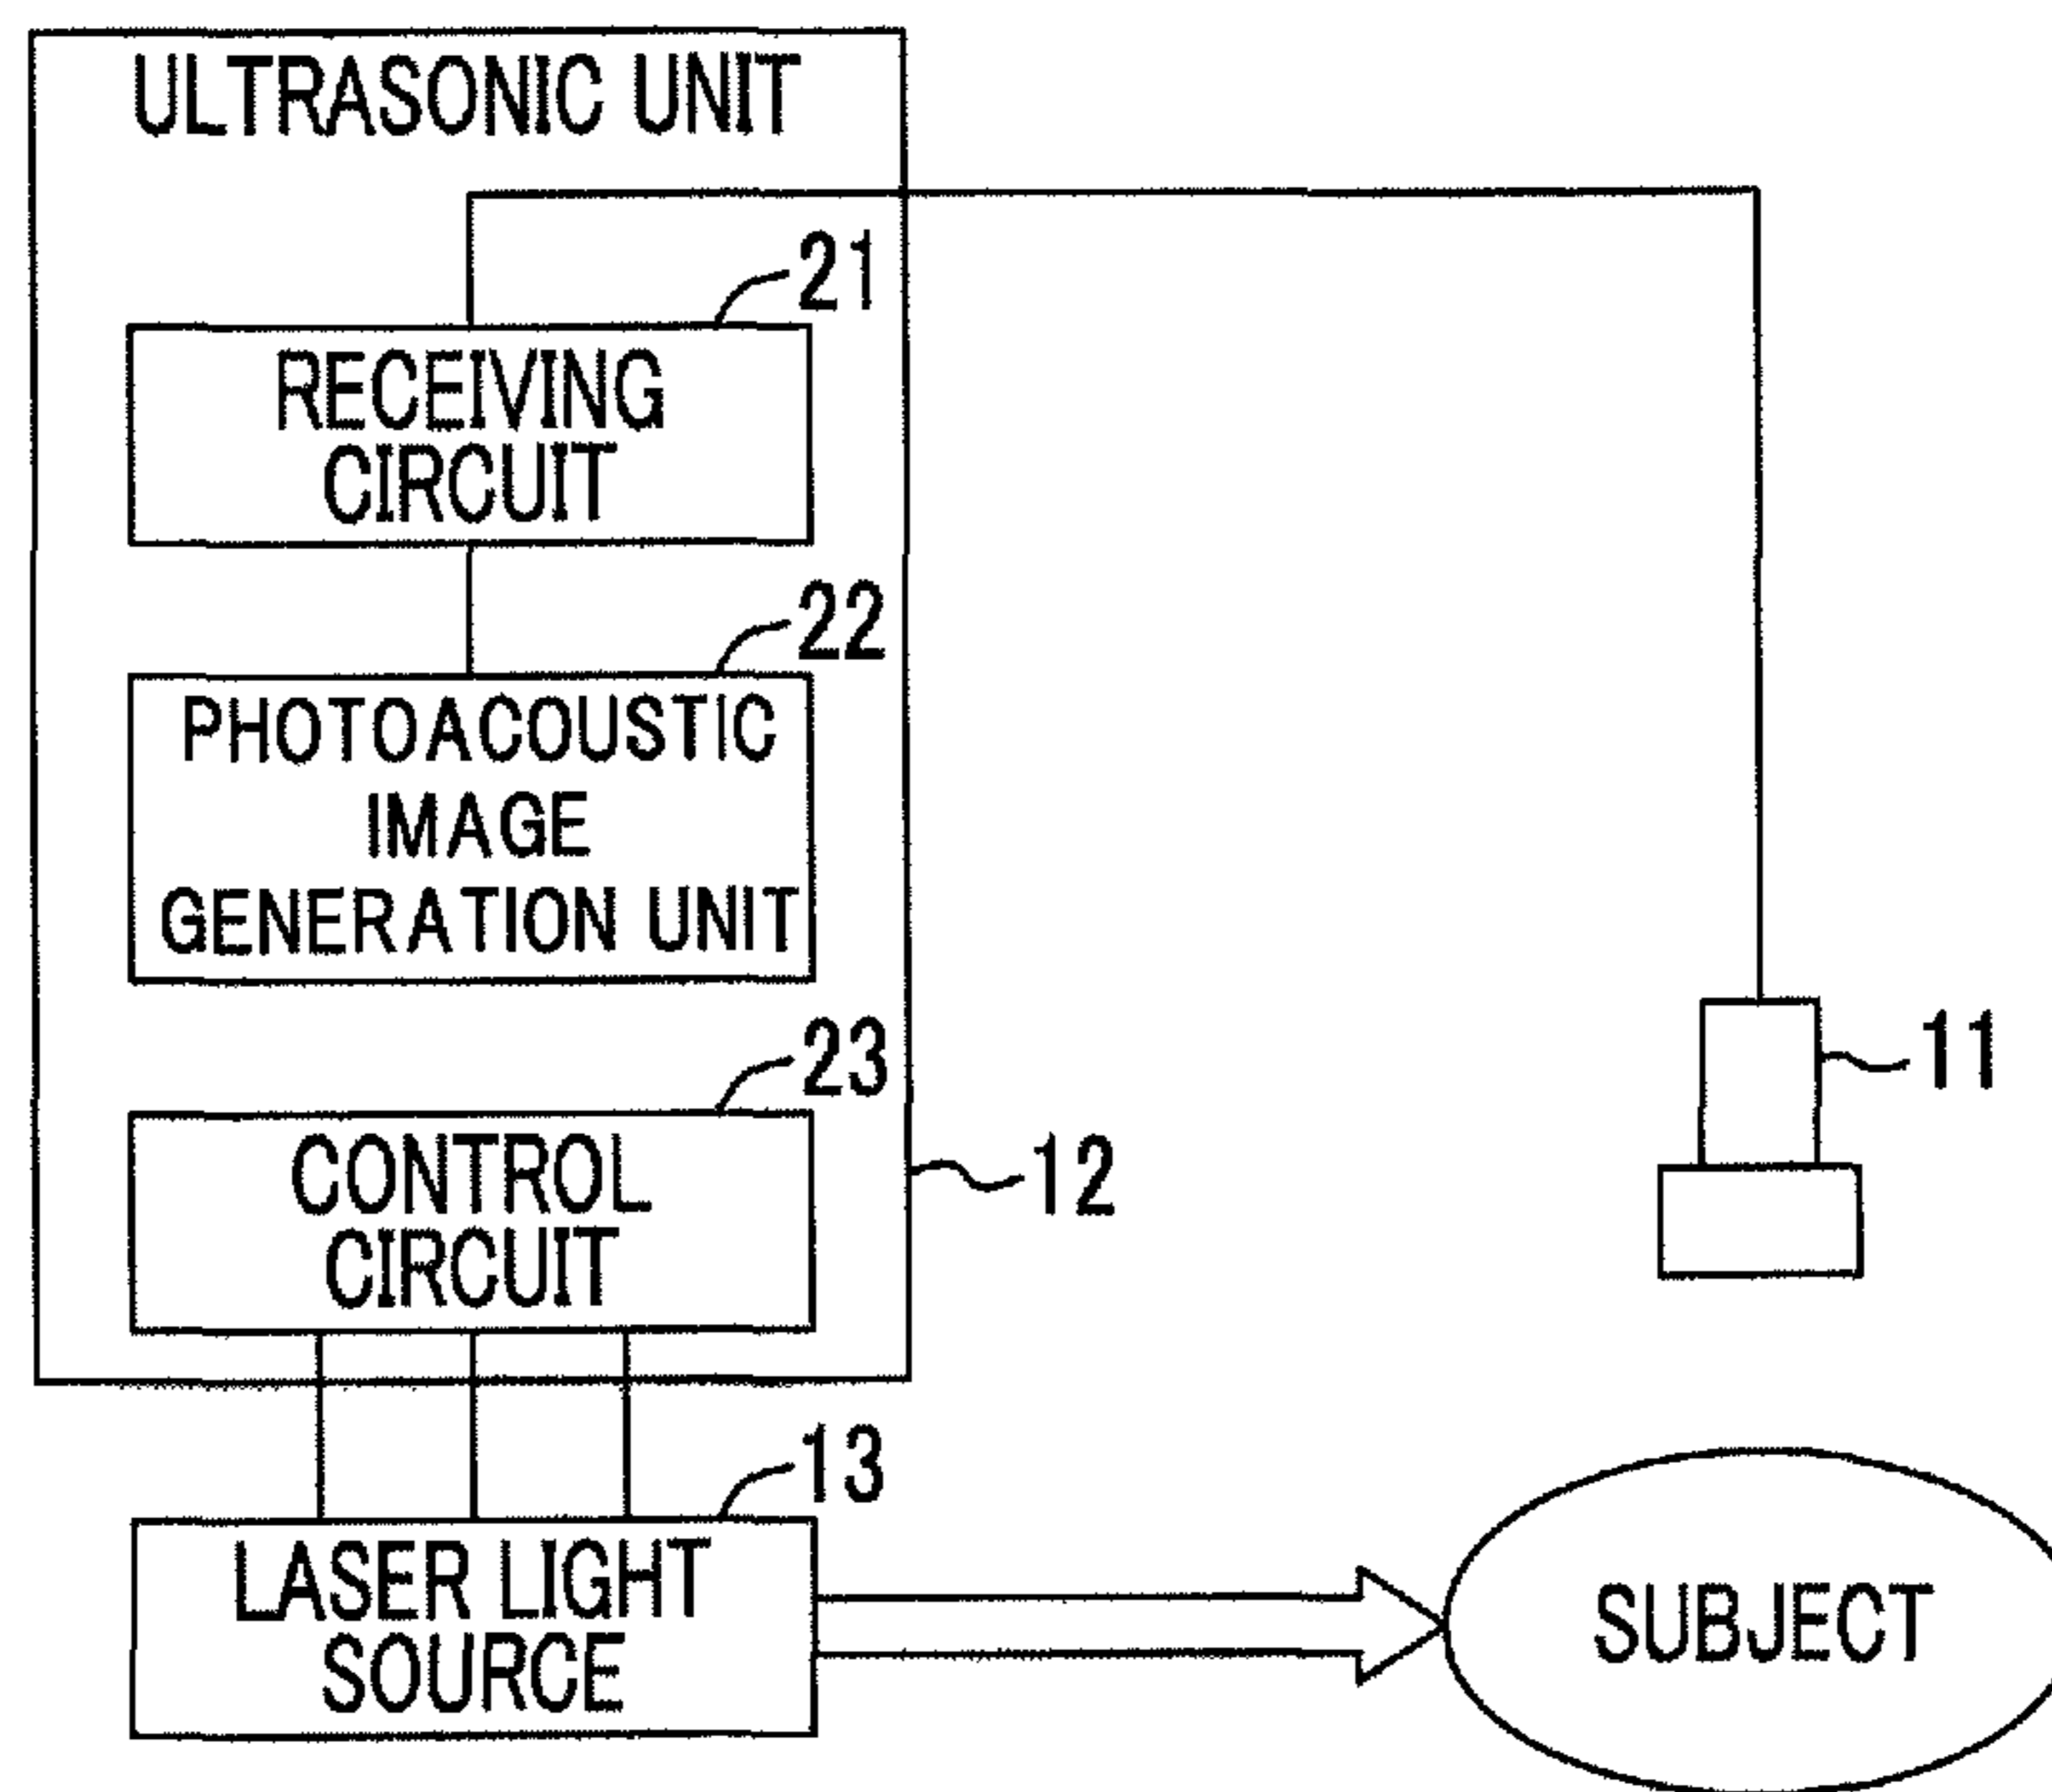 ULTRASONIC UNIT
21
RECEIVING
CIRCUIT
22
PHOTOACOUSTIC
IMAGE
GENERATION UNIT
23
CONTROL
CIRCUIT
12
11
13
LASER LIGHT
SOURCE
SUBJECT